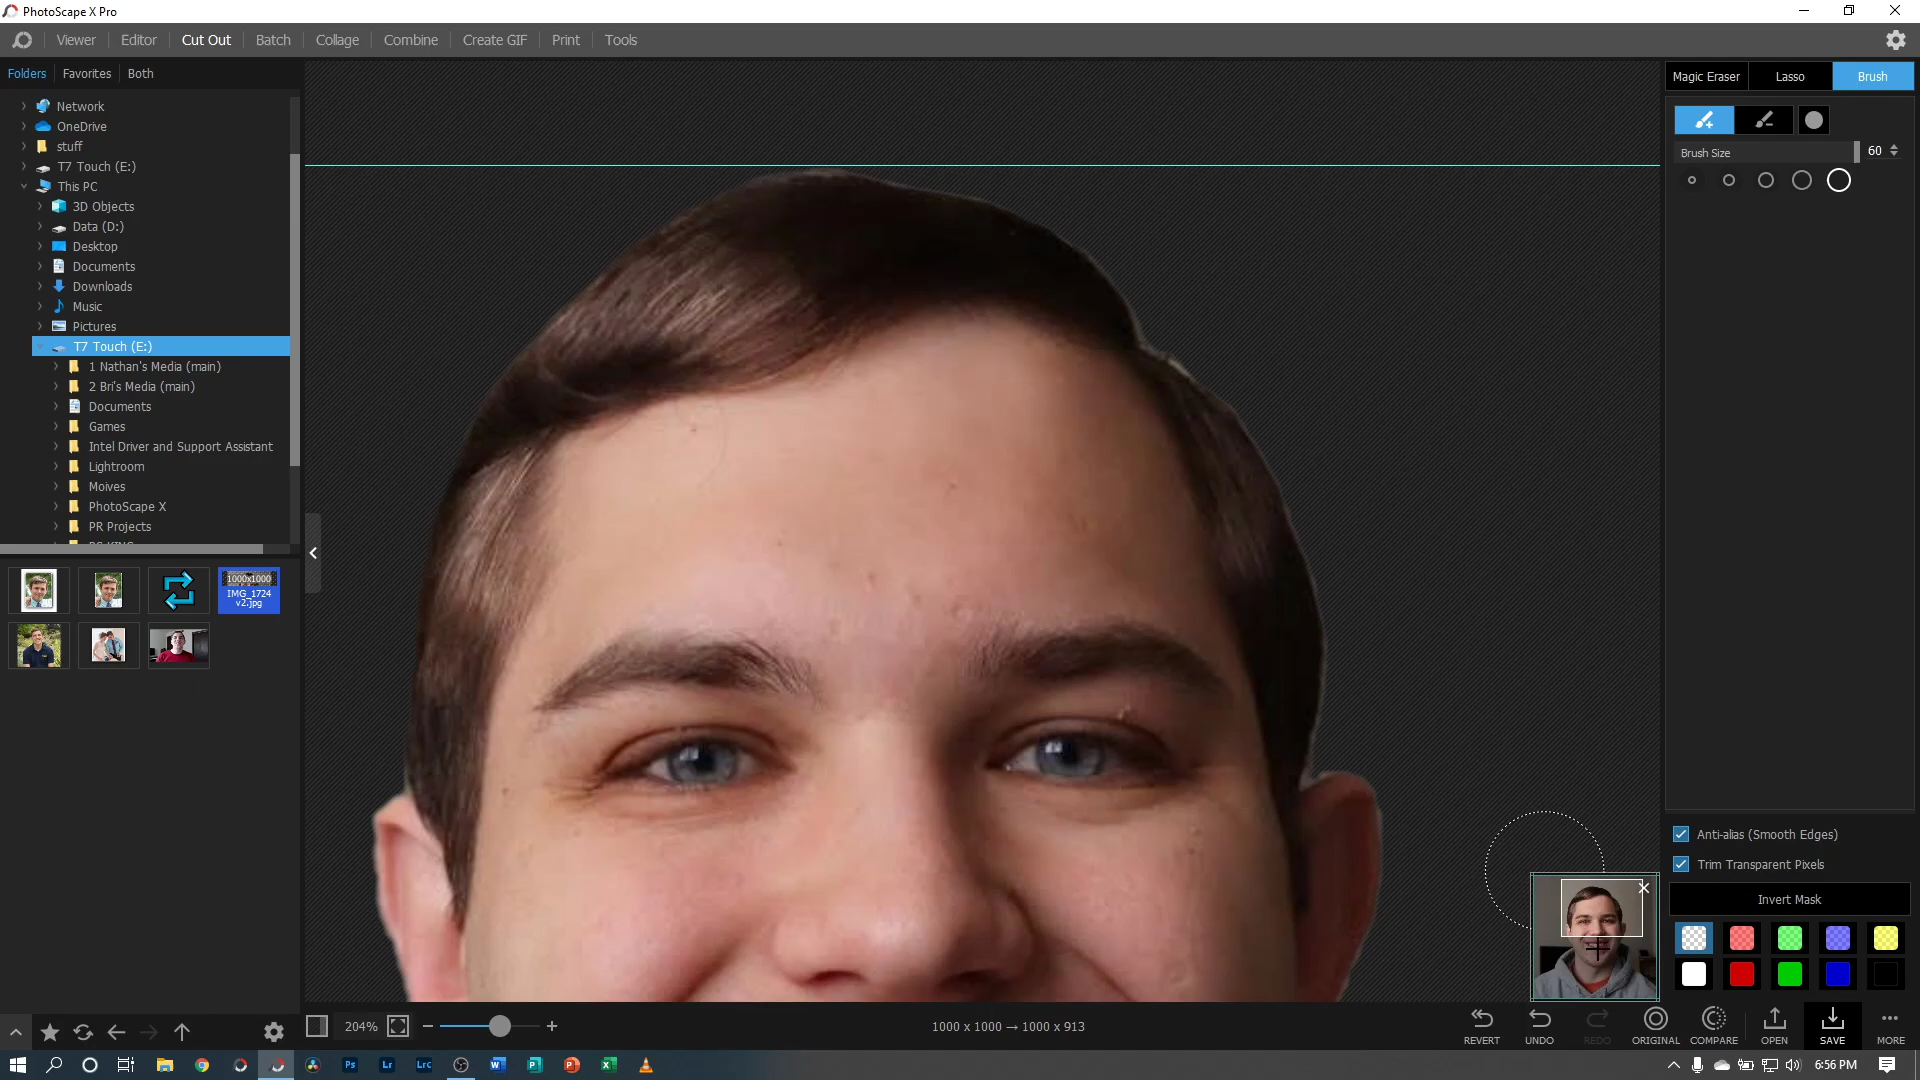 PhotoScape X Pro
Viewer Editor Cut Out Batch Collage Combine Create GIF Print Tools
Folders Favorites Both
Network
OneDrive
stuff
T7 Touch (E:)
This PC
3D Objects
Data (D:)
Desktop
Documents
Downloads
Music
Pictures
T7 Touch (E:)
1 Nathan's Media (main)
2 Bri's Media (main)
Documents
Games
Intel Driver and Support Assistant
Lightroom
Moives
PhotoScape X
PR Projects
1000x1000
IMG_1724
v2.jpg
Magic Eraser Lasso Brush
Brush Size 60
Anti-alias (Smooth Edges)
Trim Transparent Pixels
Invert Mask
204%
1000 x 1000 → 1000 x 913
REVERT UNDO REDO ORIGINAL COMPARE OPEN SAVE MORE
Ps Lr Lrc
6:56 PM